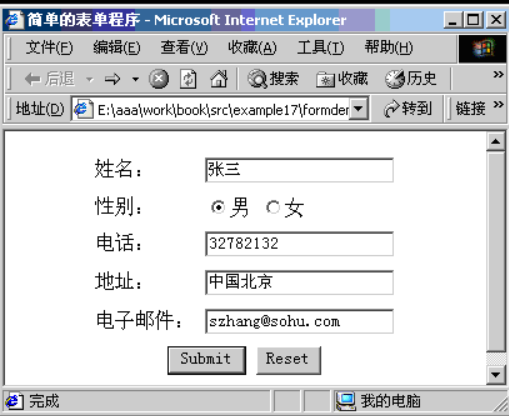 简单的表单程序 - Microsoft Internet Explorer
文件(F) 编辑(E) 查看(V) 收藏(A) 工具(T) 帮助(H)
后退 搜索 收藏 历史 »
地址(D) E:\aaa\work\book\src\example17\formder 转到 链接 »
姓名： 张三
性别： 男 女
电话： 32782132
地址： 中国北京
电子邮件： szhang@sohu.com
Submit Reset
完成 我的电脑